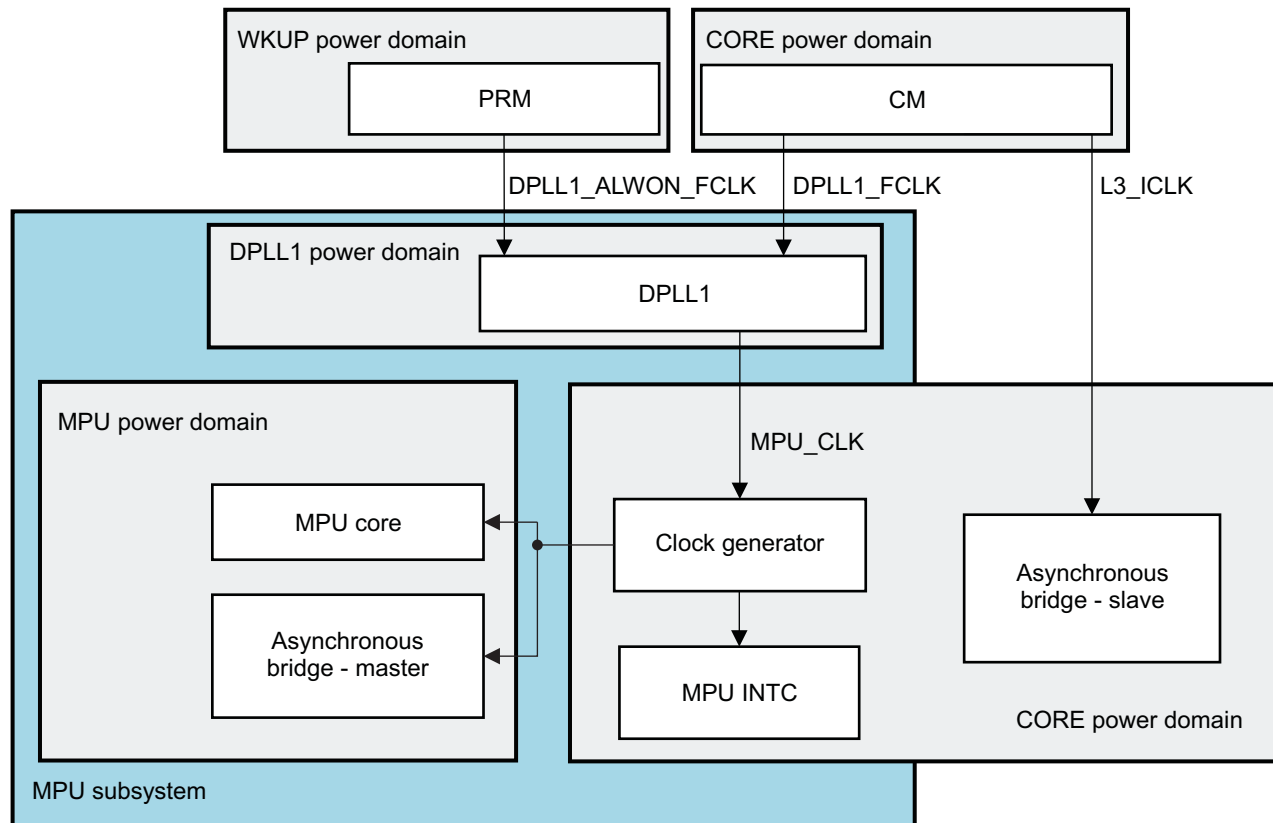 WKUP power domain
PRM
CORE power domain
CM
DPLL1_ALWON_FCLK
DPLL1_FCLK
L3_ICLK
DPLL1 power domain
DPLL1
MPU power domain
MPU_CLK
MPU core
Clock generator
Asynchronous
bridge - slave
Asynchronous
bridge - master
MPU INTC
CORE power domain
MPU subsystem